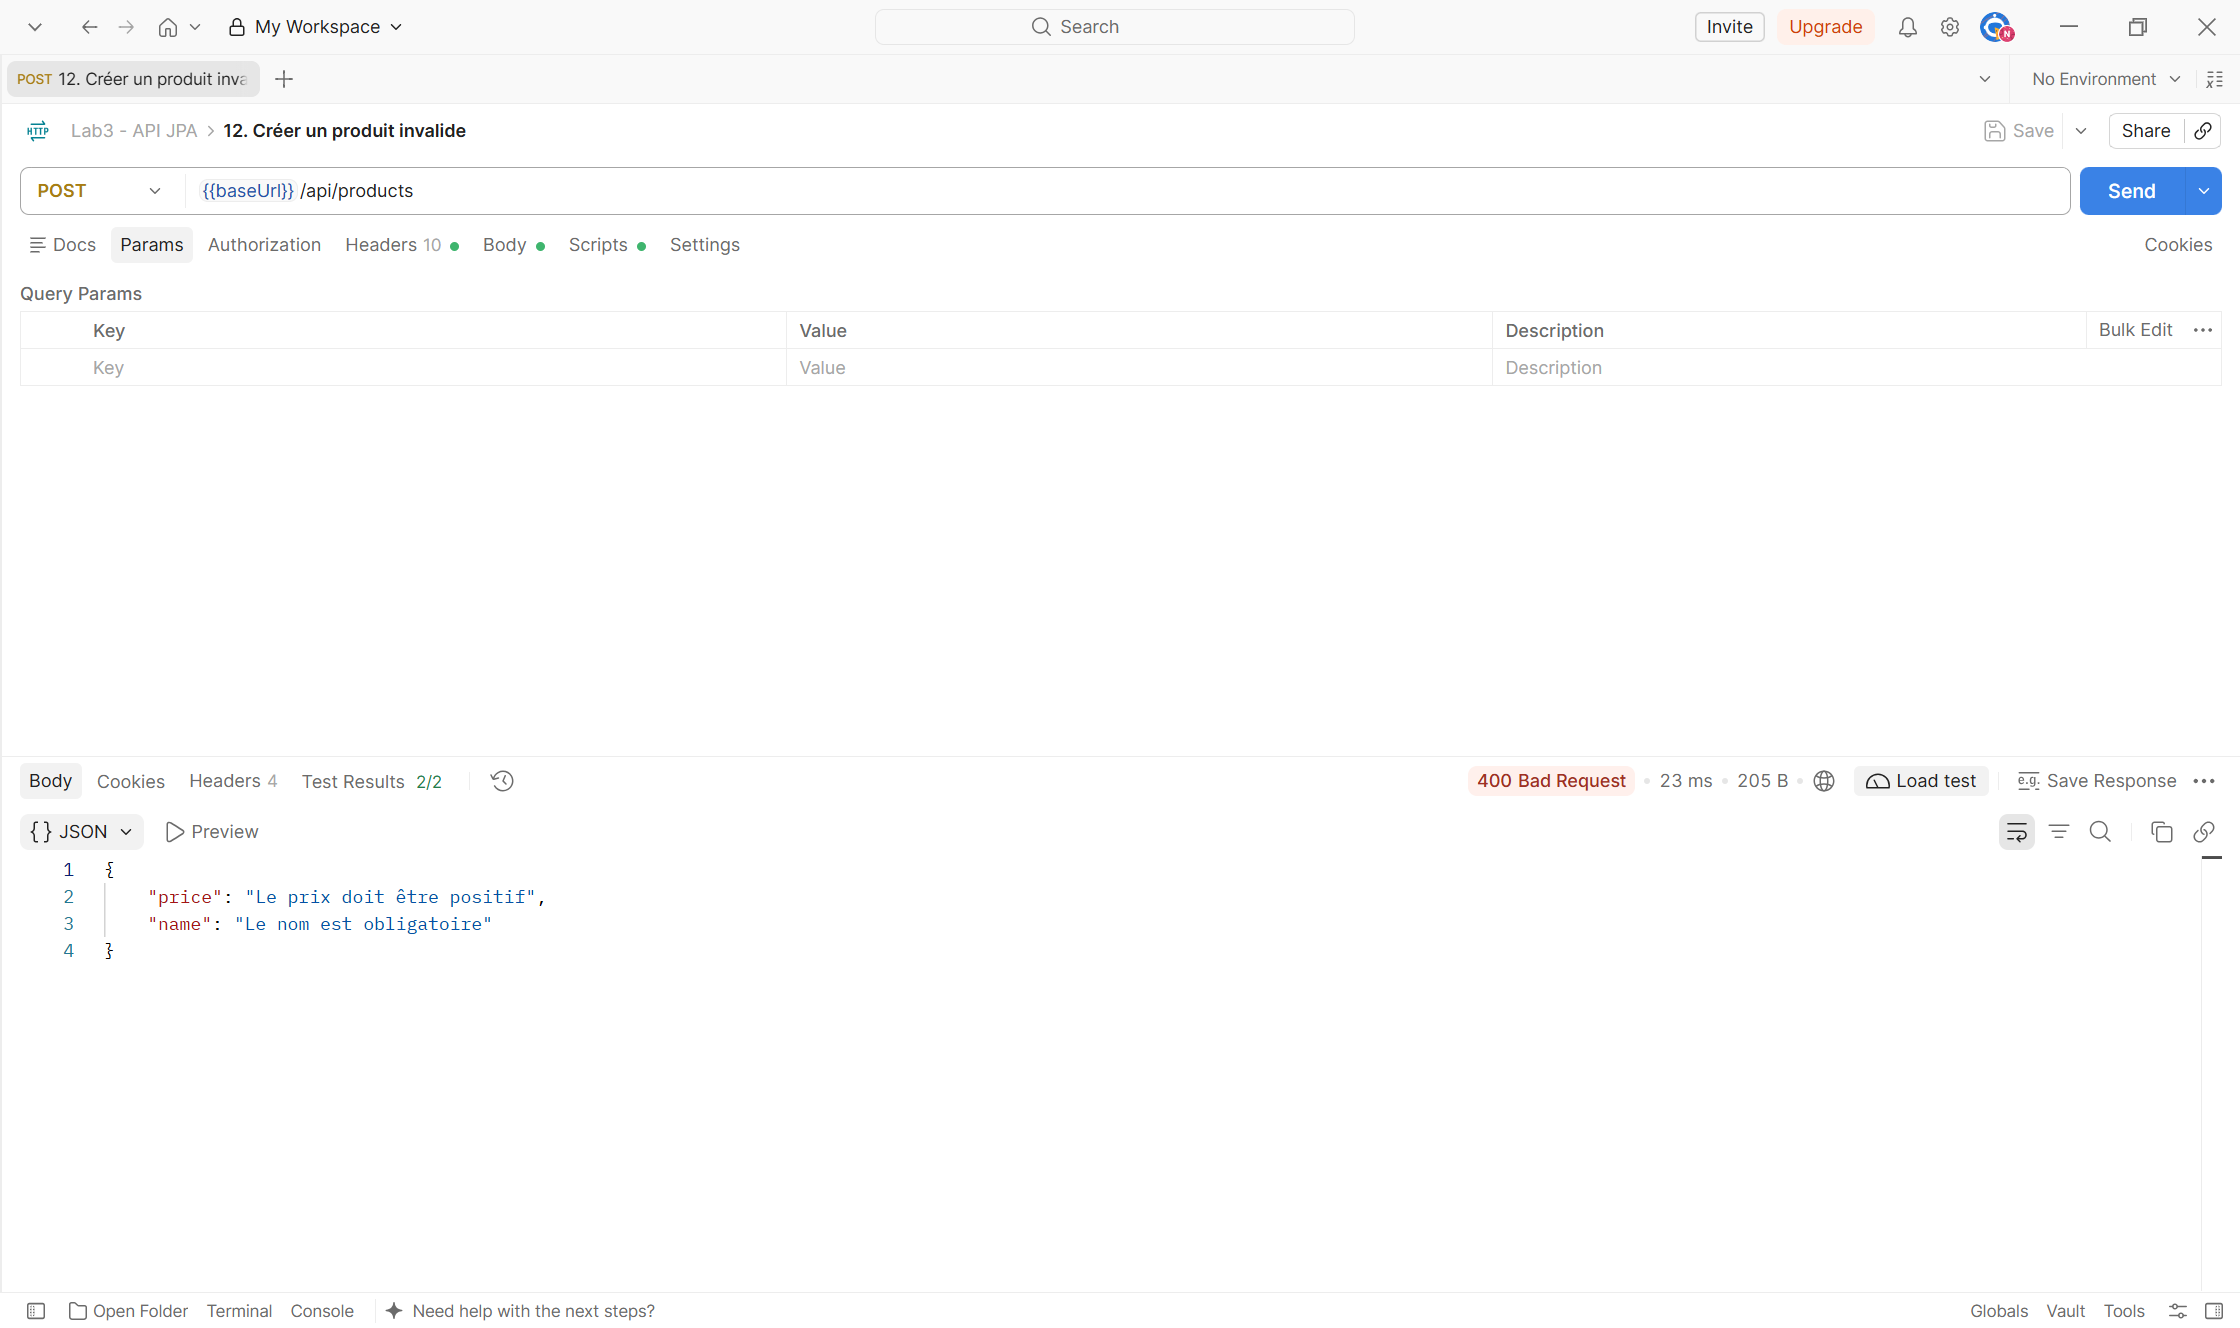 My Workspace
Search
Invite
Upgrade
N
POST 12. Créer un produit inva
No Environment
HTTP
Lab3 - API JPA > 12. Créer un produit invalide
Save
Share
POST
{{baseUrl}} /api/products
Send
Docs
Params
Authorization
Headers 10
Body
Scripts
Settings
Cookies
Query Params
Key Value Description Bulk Edit
Key Value Description
Body
Cookies
Headers 4
Test Results 2/2
400 Bad Request
23 ms
205 B
Load test
e.g. Save Response
{ } JSON
Preview
1 {
2 "price": "Le prix doit être positif",
3 "name": "Le nom est obligatoire"
4 }
Open Folder
Terminal
Console
Need help with the next steps?
Globals
Vault
Tools